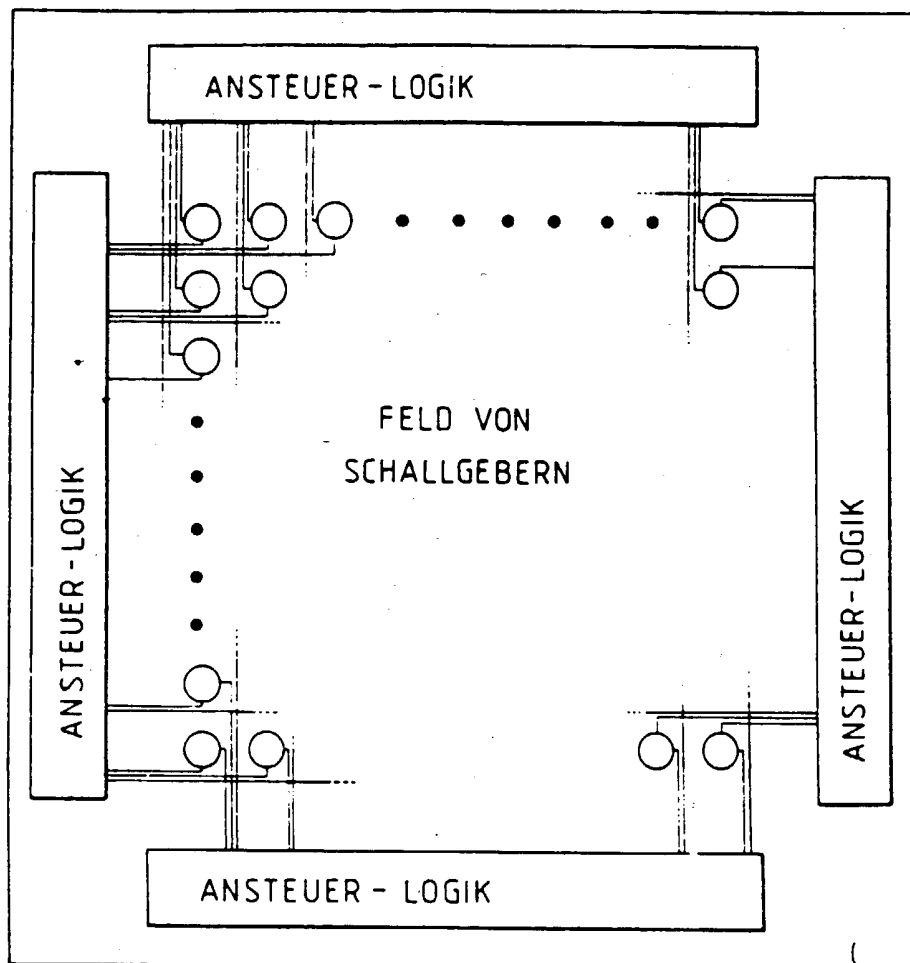 ANSTEUER - LOGIK
ANSTEUER-LOGIK
FELD VON
SCHALLGEBERN
ANSTEUER-LOGIK
ANSTEUER - LOGIK